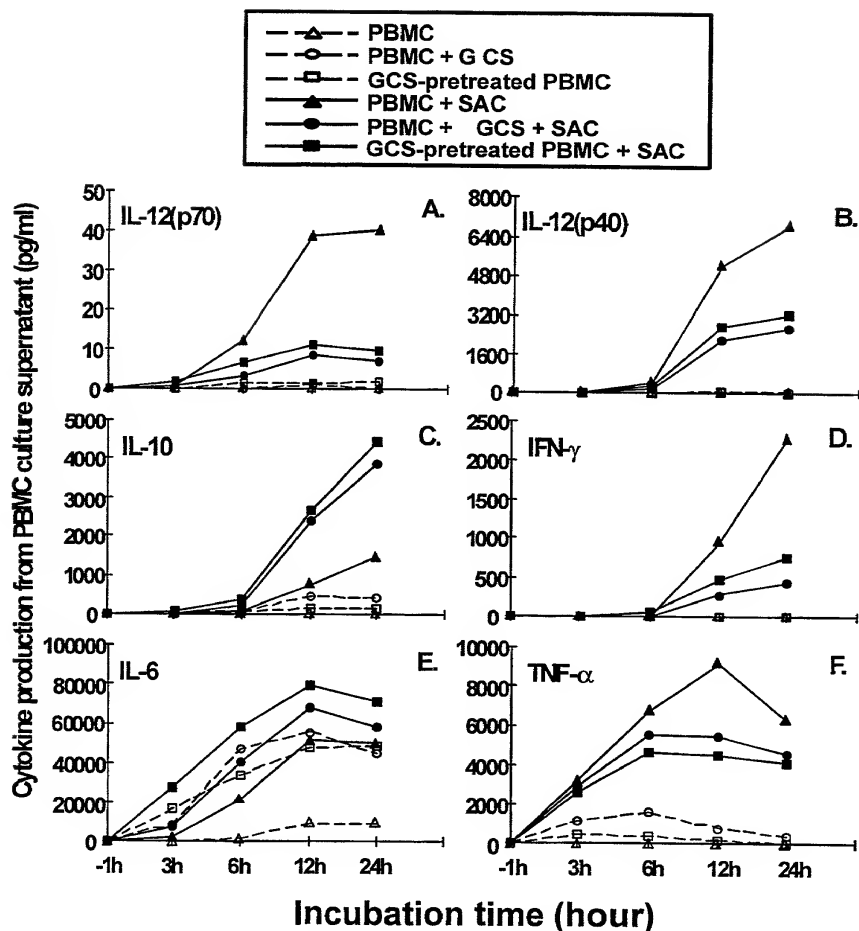 PBMC
PBMC + G CS
GCS-pretreated PBMC
PBMC + SAC
PBMC + GCS + SAC
GCS-pretreated PBMC + SAC
Cytokine production from PBMC culture supernatant (pg/ml)
IL-12(p70)
A.
50
40
30
20
10
0
IL-12(p40)
B.
8000
6400
4800
3200
1600
0
IL-10
C.
5000
4000
3000
2000
1000
0
IFN-γ
D.
2500
2000
1500
1000
500
0
IL-6
E.
100000
80000
60000
40000
20000
0
TNF-α
F.
10000
8000
6000
4000
2000
0
-1h 3h 6h 12h 24h
-1h 3h 6h 12h 24h
Incubation time (hour)